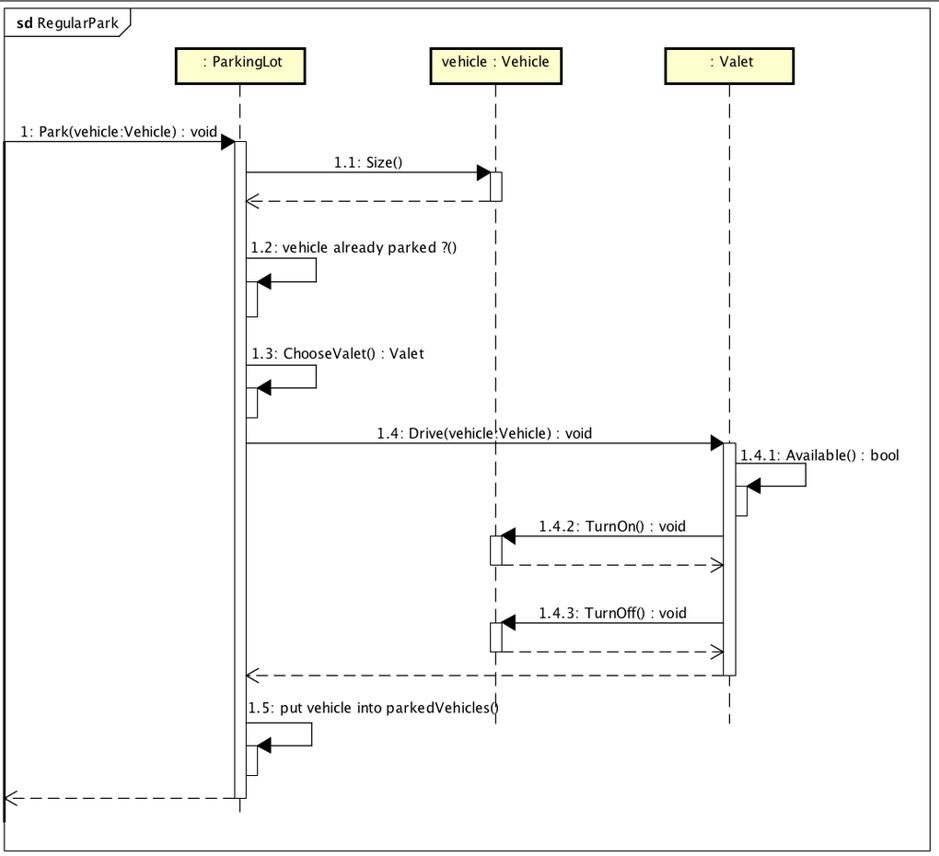 sd RegularPark
: ParkingLot
vehicle : Vehicle
: Valet
1: Park(vehicle:Vehicle) : void
1.1: Size()
1.2: vehicle already parked ?()
1.3: ChooseValet() : Valet
1.4: Drive(vehicle:Vehicle) : void
1.4.1: Available() : bool
1.4.2: TurnOn() : void
1.4.3: TurnOff() : void
1.5: put vehicle into parkedVehicles()